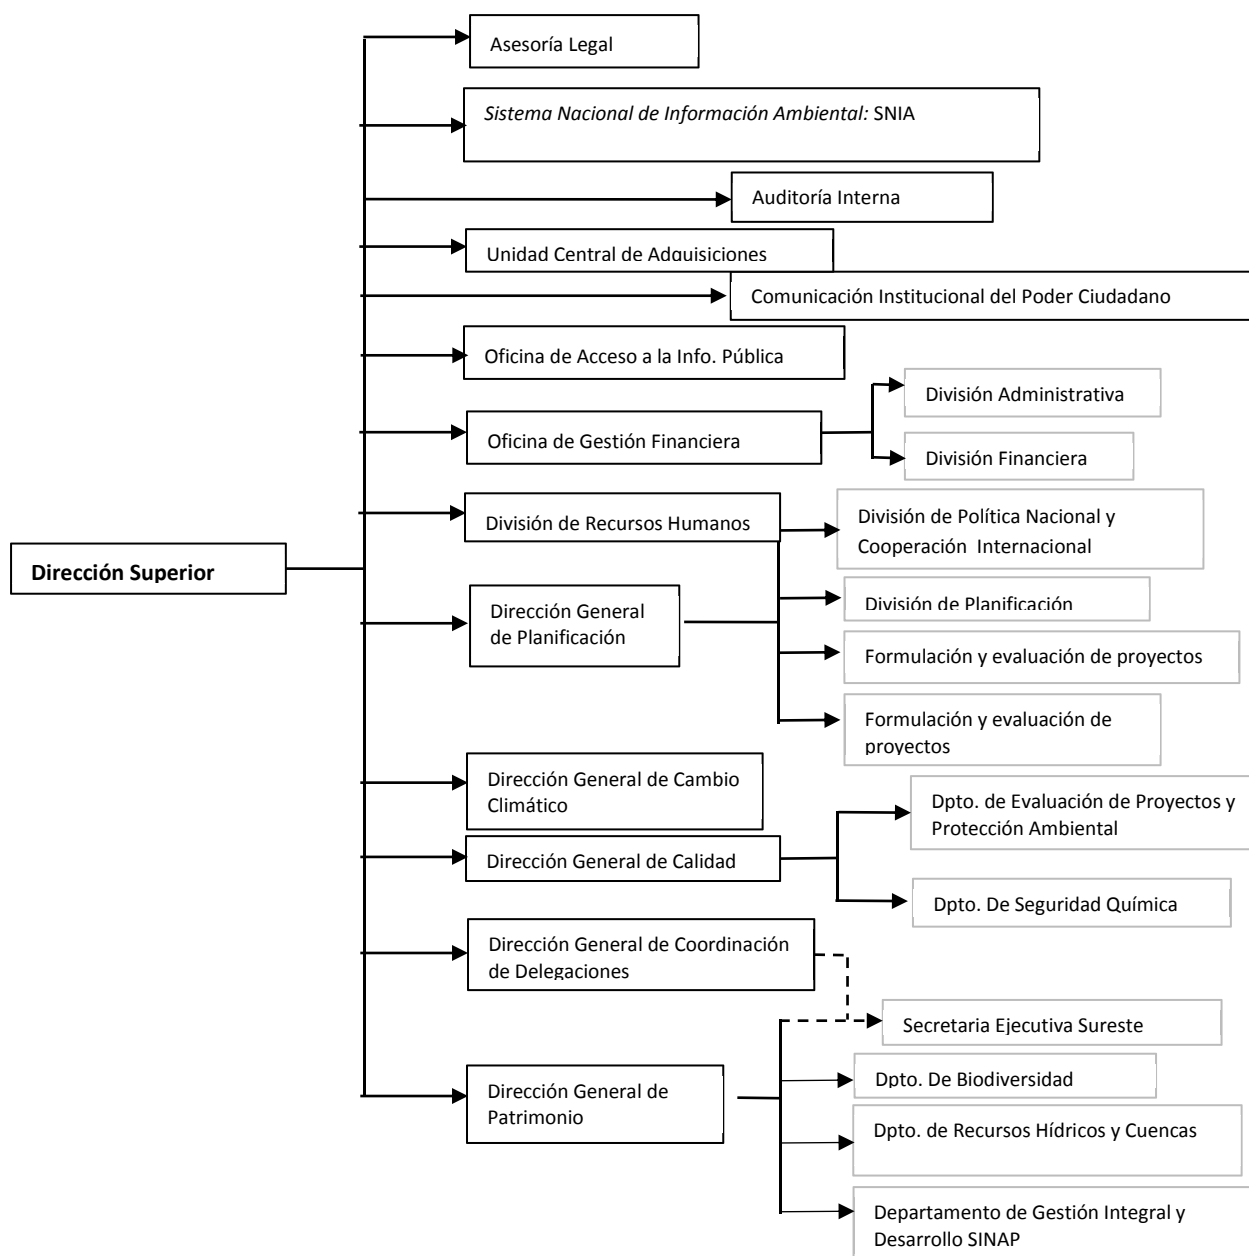 Asesoría Legal
Sistema Nacional de Información Ambiental: SNIA
Auditoría Interna
Unidad Central de Adquisiciones
Comunicación Institucional del Poder Ciudadano
Oficina de Acceso a la Info. Pública
División Administrativa
Oficina de Gestión Financiera
División Financiera
División de Recursos Humanos
División de Política Nacional y
Cooperación Internacional
Dirección Superior
Dirección General
de Planificación
División de Planificación
Formulación y evaluación de proyectos
Formulación y evaluación de
proyectos
Dirección General de Cambio
Climático
Dpto. de Evaluación de Proyectos y
Protección Ambiental
Dirección General de Calidad
Dpto. De Seguridad Química
Dirección General de Coordinación
de Delegaciones
Secretaria Ejecutiva Sureste
Dirección General de
Patrimonio
Dpto. De Biodiversidad
Dpto. de Recursos Hídricos y Cuencas
Departamento de Gestión Integral y
Desarrollo SINAP